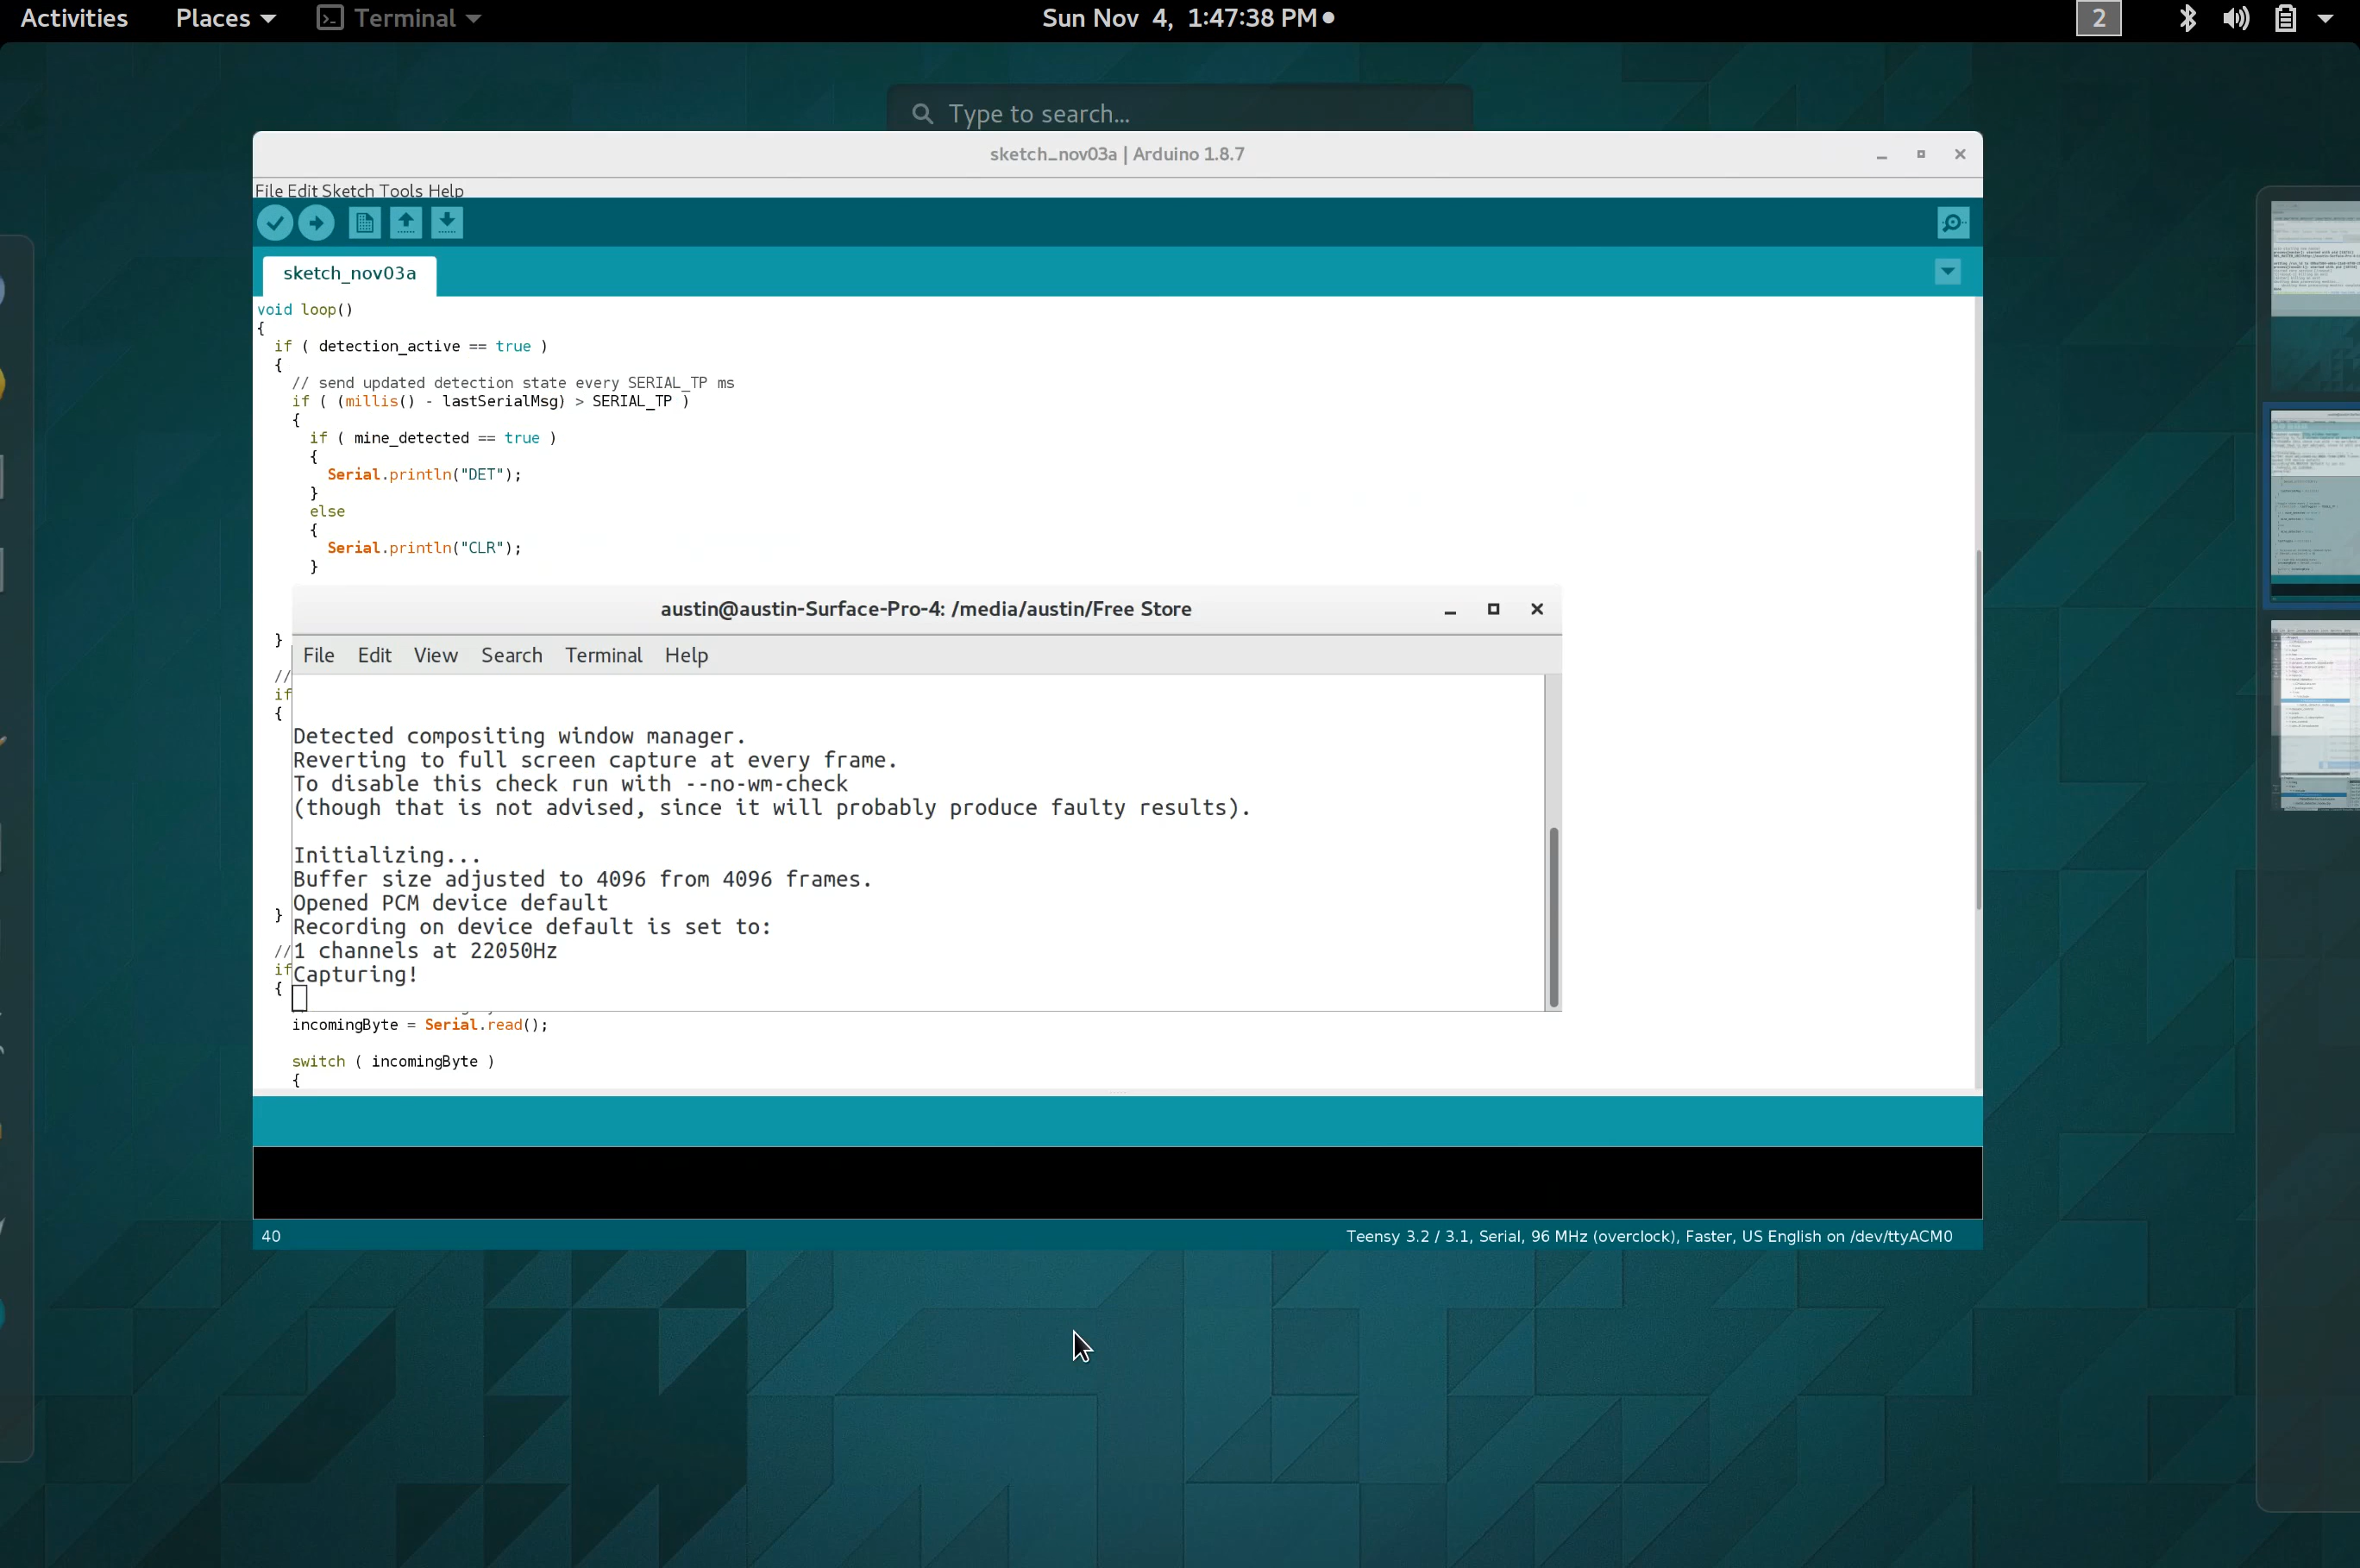 Activities Places Terminal Sun Nov 4, 1:47:38 PM 2
Type to search...
sketch_nov03a | Arduino 1.8.7
File Edit Sketch Tools Help
sketch_nov03a
void loop()
{
if ( detection_active == true )
{
// send updated detection state every SERIAL_TP ms
if ( (millis() - lastSerialMsg) > SERIAL_TP )
{
if ( mine_detected == true )
{
Serial.println("DET");
}
else
{
Serial.println("CLR");
}
}
//
if
{
}
//
if
{
austin@austin-Surface-Pro-4: /media/austin/Free Store
File Edit View Search Terminal Help
Detected compositing window manager.
Reverting to full screen capture at every frame.
To disable this check run with --no-wm-check
(though that is not advised, since it will probably produce faulty results).
Initializing...
Buffer size adjusted to 4096 from 4096 frames.
Opened PCM device default
Recording on device default is set to:
1 channels at 22050Hz
Capturing!
incomingByte = Serial.read();
switch ( incomingByte )
{
40
Teensy 3.2 / 3.1, Serial, 96 MHz (overclock), Faster, US English on /dev/ttyACM0